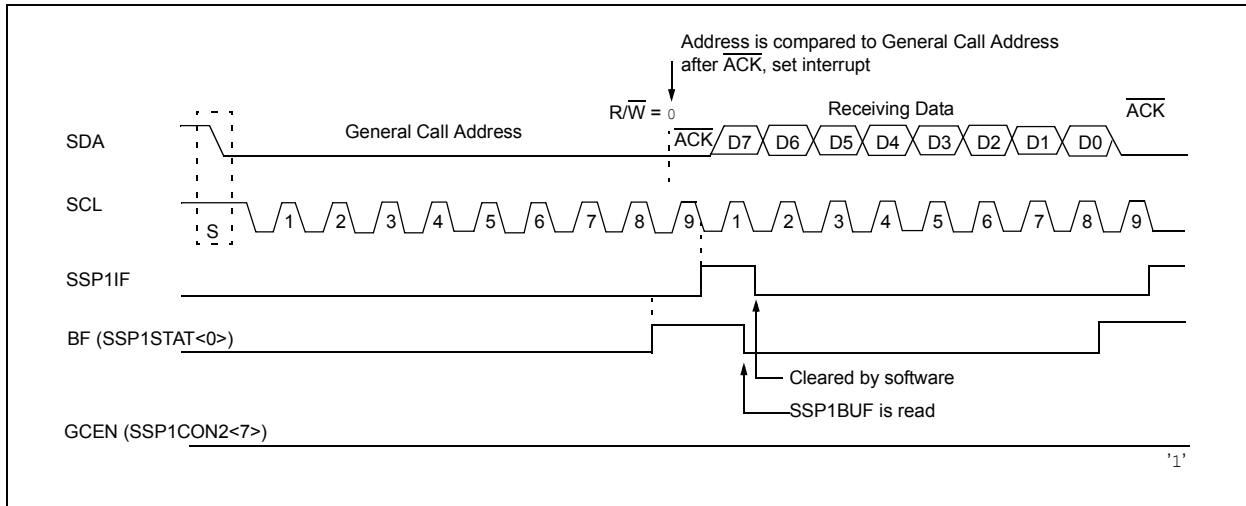 Address is compared to General Call Address
after ACK, set interrupt
R/W = 0
Receiving Data
ACK
SDA
General Call Address
ACK D7 D6 D5 D4 D3 D2 D1 D0
SCL
S
1 2 3 4 5 6 7 8 9 1 2 3 4 5 6 7 8 9
SSP1IF
BF (SSP1STAT<0>)
Cleared by software
SSP1BUF is read
GCEN (SSP1CON2<7>)
'1'